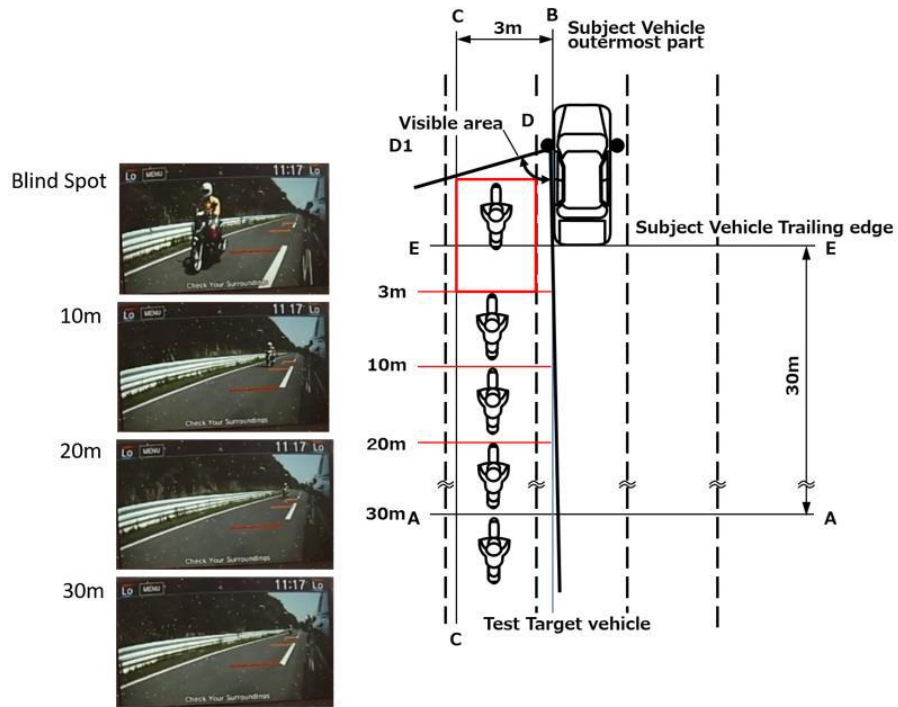 C
B
3m
Subject Vehicle
outermost part
Visible area
D
D1
Blind Spot
Lo MENU 11:17 Lo
Check Your Surroundings
Subject Vehicle Trailing edge
E
E
3m
10m
Lo MENU 11 17 Lo
Check Your Surroundings
10m
30m
20m
Lo MENU 11 17 Lo
Check Your Surroundings
20m
30m
A
A
30m
Lo MENU 11:17 Lo
Check Your Surroundings
Test Target vehicle
C